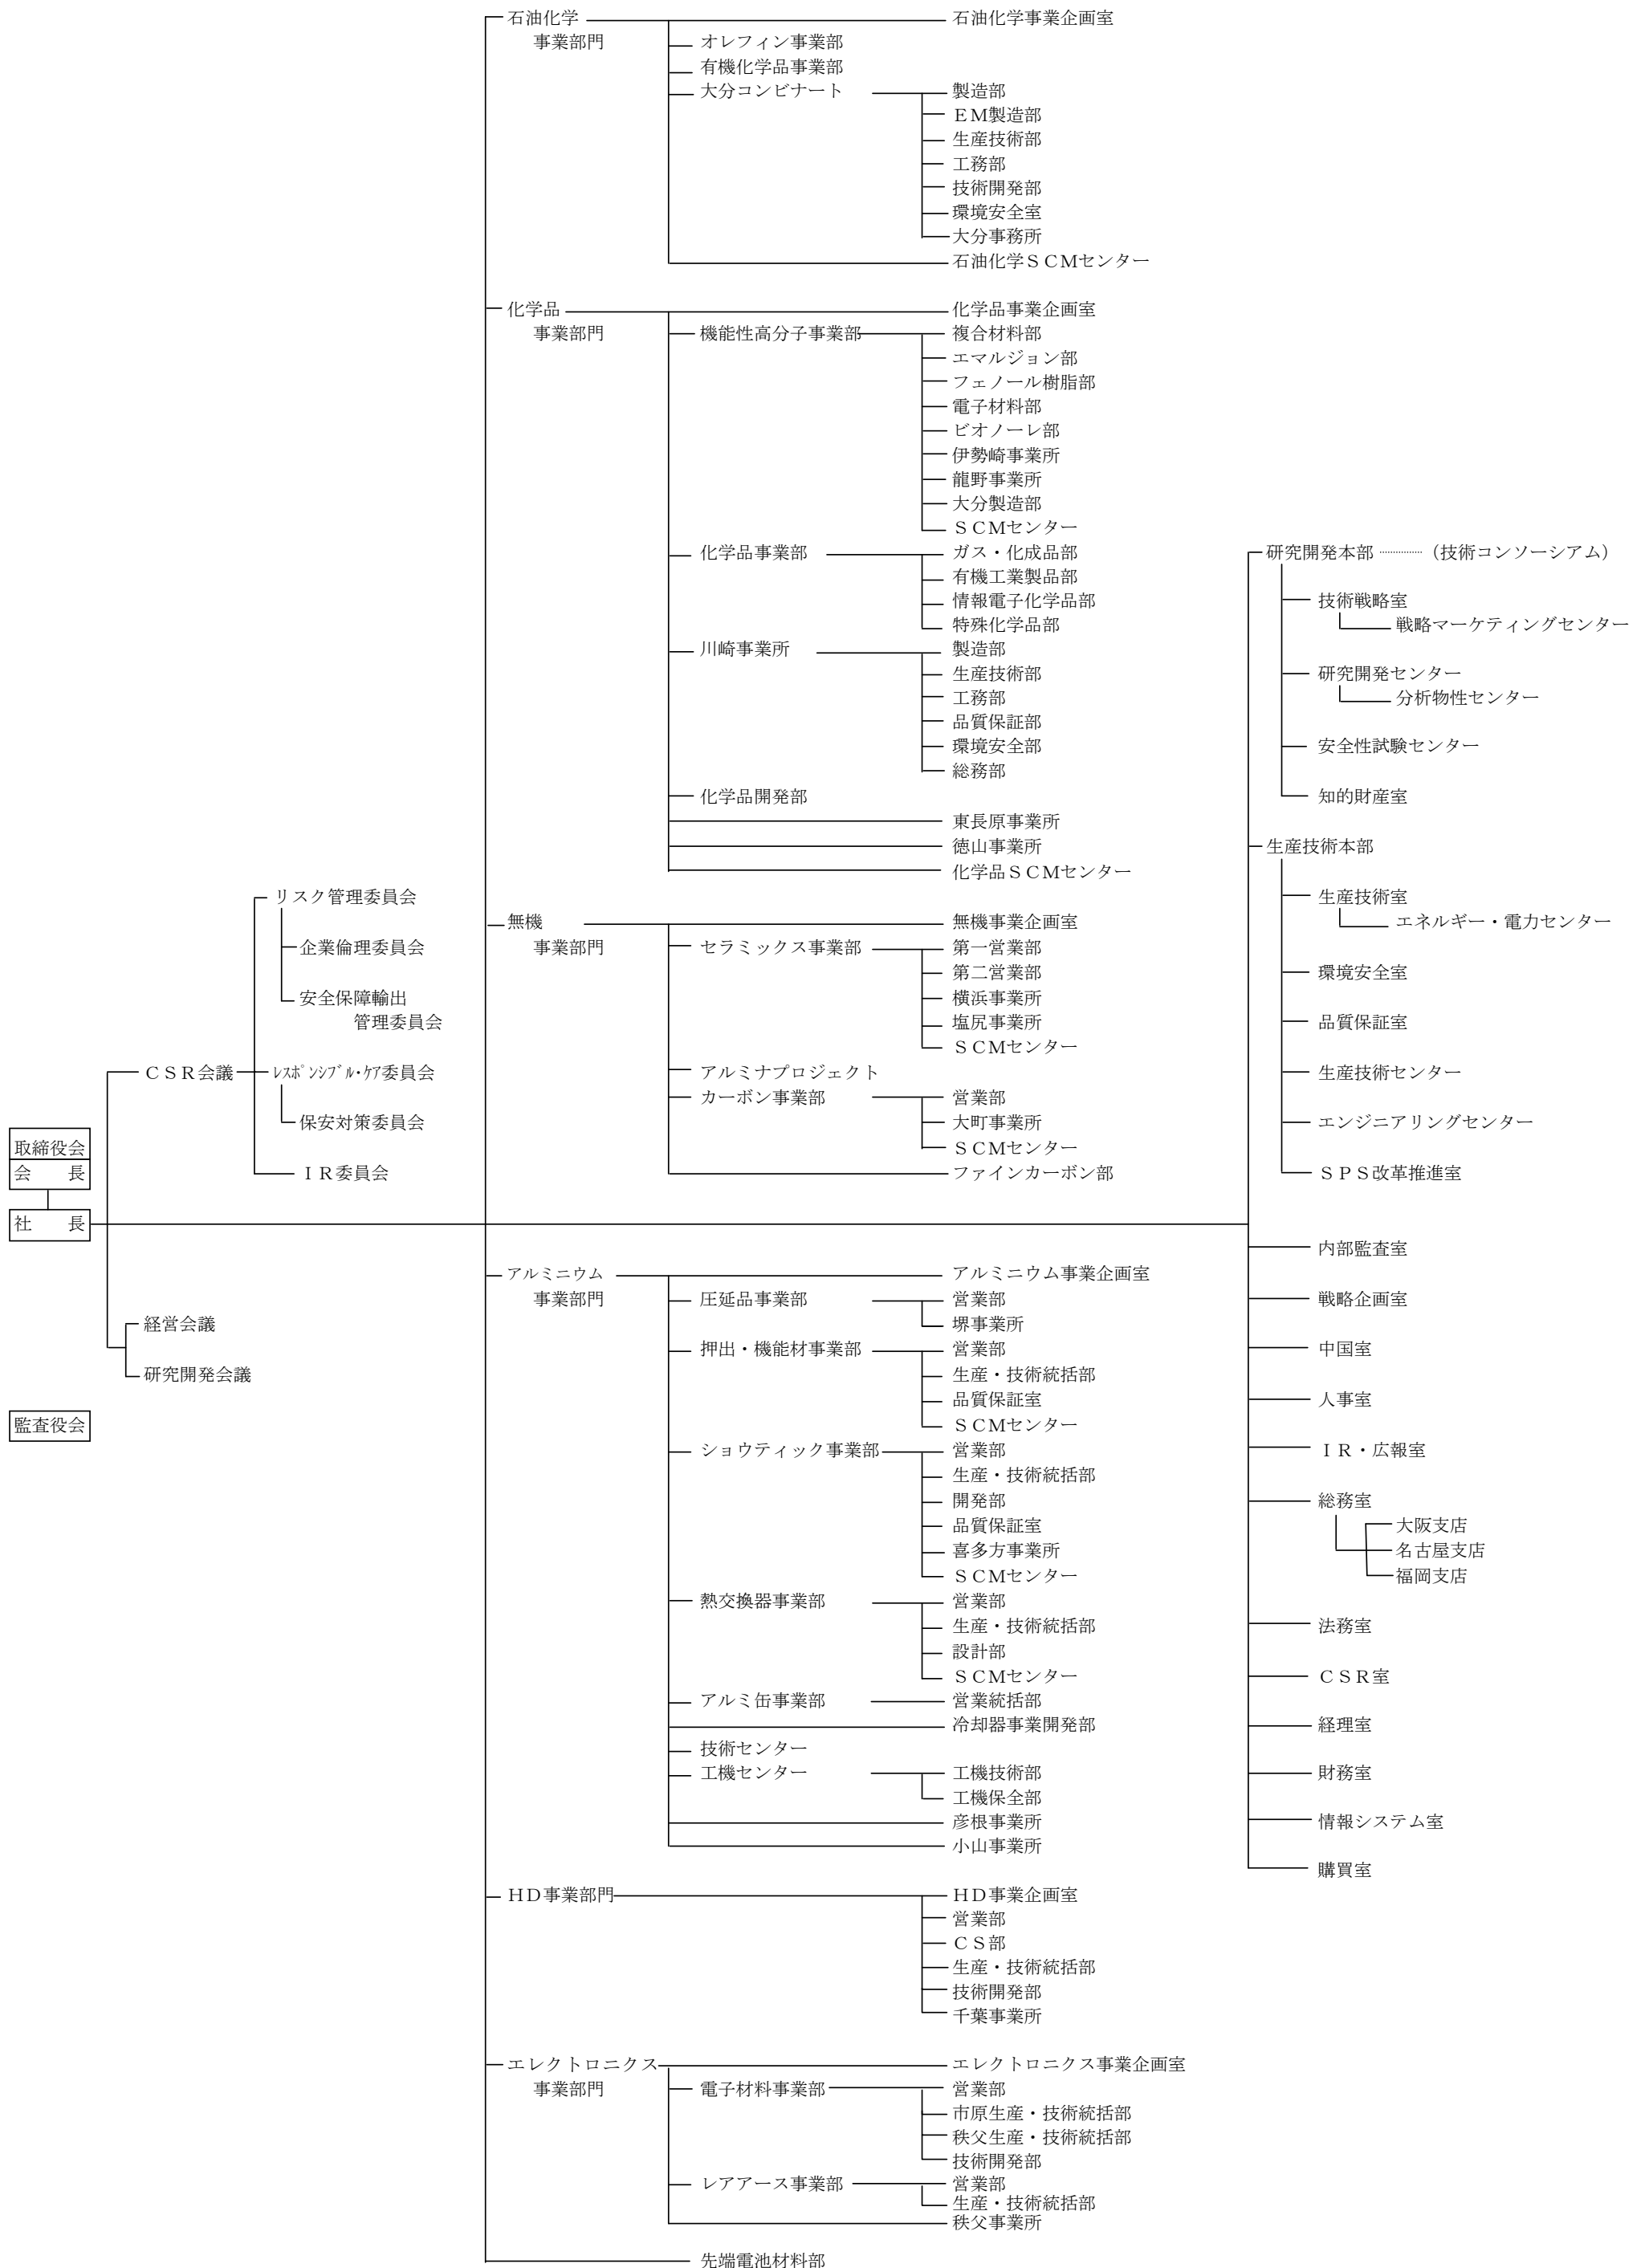 取締役会
会　　長
社　　長
監査役会
ＣＳＲ会議
リスク管理委員会
企業倫理委員会
安全保障輸出
管理委員会
ﾚｽﾎﾟﾝｼﾌﾞﾙ･ｹｱ委員会
保安対策委員会
ＩＲ委員会
経営会議
研究開発会議
石油化学
事業部門
石油化学事業企画室
オレフィン事業部
有機化学品事業部
大分コンビナート
製造部
ＥＭ製造部
生産技術部
工務部
技術開発部
環境安全室
大分事務所
石油化学ＳＣＭセンター
化学品
事業部門
化学品事業企画室
機能性高分子事業部
複合材料部
エマルジョン部
フェノール樹脂部
電子材料部
ビオノーレ部
伊勢崎事業所
龍野事業所
大分製造部
ＳＣＭセンター
化学品事業部
ガス・化成品部
有機工業製品部
情報電子化学品部
特殊化学品部
川崎事業所
製造部
生産技術部
工務部
品質保証部
環境安全部
総務部
化学品開発部
東長原事業所
徳山事業所
化学品ＳＣＭセンター
無機
事業部門
無機事業企画室
セラミックス事業部
第一営業部
第二営業部
横浜事業所
塩尻事業所
ＳＣＭセンター
アルミナプロジェクト
カーボン事業部
営業部
大町事業所
ＳＣＭセンター
ファインカーボン部
アルミニウム
事業部門
アルミニウム事業企画室
圧延品事業部
営業部
堺事業所
押出・機能材事業部
営業部
生産・技術統括部
品質保証室
ＳＣＭセンター
ショウティック事業部
営業部
生産・技術統括部
開発部
品質保証室
喜多方事業所
ＳＣＭセンター
熱交換器事業部
営業部
生産・技術統括部
設計部
ＳＣＭセンター
アルミ缶事業部
営業統括部
冷却器事業開発部
技術センター
工機センター
工機技術部
工機保全部
彦根事業所
小山事業所
ＨＤ事業部門
ＨＤ事業企画室
営業部
ＣＳ部
生産・技術統括部
技術開発部
千葉事業所
エレクトロニクス
事業部門
エレクトロニクス事業企画室
電子材料事業部
営業部
市原生産・技術統括部
秩父生産・技術統括部
技術開発部
レアアース事業部
営業部
生産・技術統括部
秩父事業所
先端電池材料部
研究開発本部
（技術コンソーシアム）
技術戦略室
戦略マーケティングセンター
研究開発センター
分析物性センター
安全性試験センター
知的財産室
生産技術本部
生産技術室
エネルギー・電力センター
環境安全室
品質保証室
生産技術センター
エンジニアリングセンター
ＳＰＳ改革推進室
内部監査室
戦略企画室
中国室
人事室
ＩＲ・広報室
総務室
大阪支店
名古屋支店
福岡支店
法務室
ＣＳＲ室
経理室
財務室
情報システム室
購買室